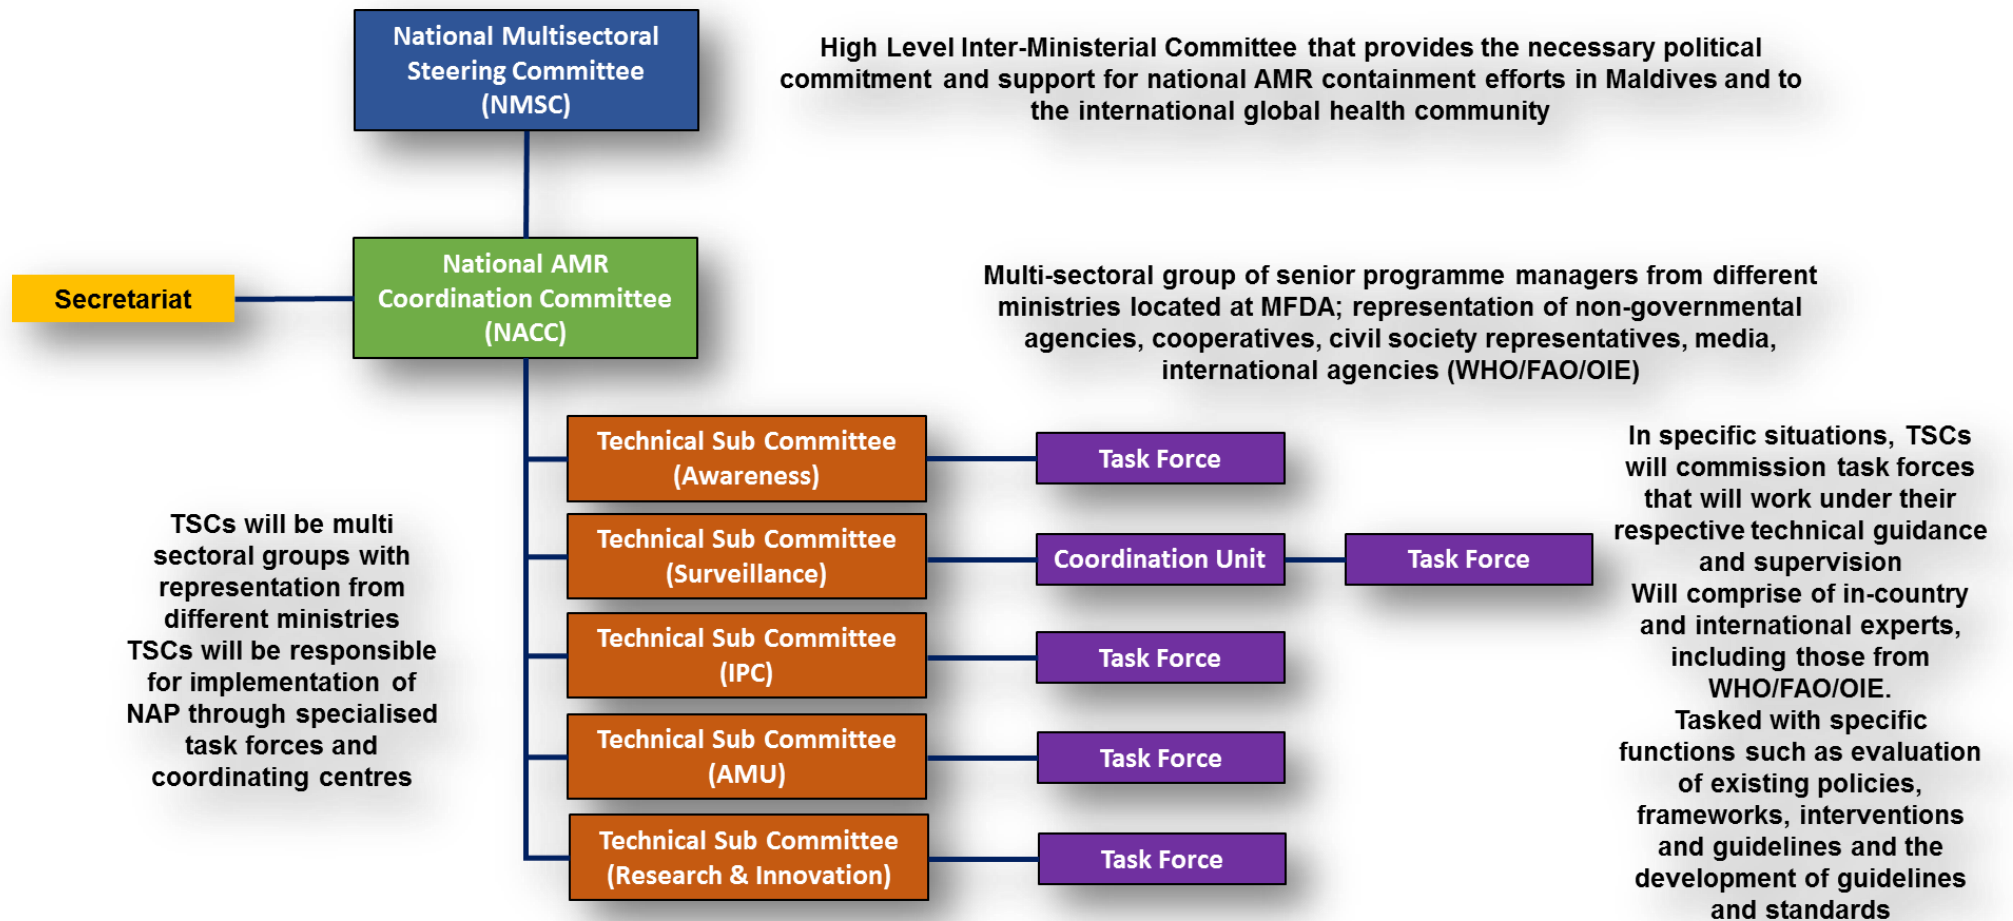 National Multisectoral
Steering Committee
(NMSC)
High Level Inter-Ministerial Committee that provides the necessary political
commitment and support for national AMR containment efforts in Maldives and to
the international global health community
Secretariat
National AMR
Coordination Committee
(NACC)
Multi-sectoral group of senior programme managers from different
ministries located at MFDA; representation of non-governmental
agencies, cooperatives, civil society representatives, media,
international agencies (WHO/FAO/OIE)
TSCs will be multi
sectoral groups with
representation from
different ministries
TSCs will be responsible
for implementation of
NAP through specialised
task forces and
coordinating centres
Technical Sub Committee
(Awareness)
Task Force
Technical Sub Committee
(Surveillance)
Coordination Unit
Task Force
Technical Sub Committee
(IPC)
Task Force
Technical Sub Committee
(AMU)
Task Force
Technical Sub Committee
(Research & Innovation)
Task Force
In specific situations, TSCs
will commission task forces
that will work under their
respective technical guidance
and supervision
Will comprise of in-country
and international experts,
including those from
WHO/FAO/OIE.
Tasked with specific
functions such as evaluation
of existing policies,
frameworks, interventions
and guidelines and the
development of guidelines
and standards